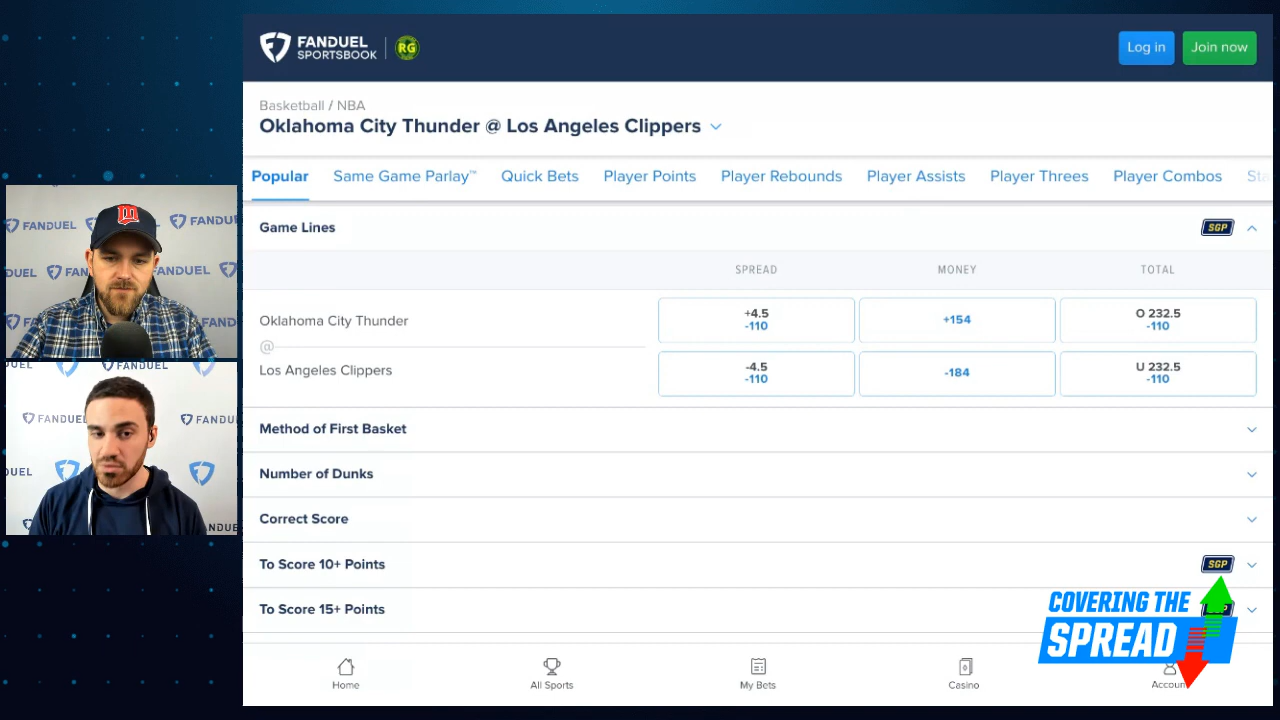 FANDUEL
SPORTSBOOK
RG
Log in
Join now
Basketball / NBA
Oklahoma City Thunder @ Los Angeles Clippers
Popular
Same Game Parlay™
Quick Bets
Player Points
Player Rebounds
Player Assists
Player Threes
Player Combos
Game Lines
SGP
SPREAD
MONEY
TOTAL
Oklahoma City Thunder
+4.5
-110
+154
O 232.5
-110
@
Los Angeles Clippers
-4.5
-110
-184
U 232.5
-110
Method of First Basket
Number of Dunks
Correct Score
To Score 10+ Points
SGP
To Score 15+ Points
COVERING THE
SPREAD
Home
All Sports
My Bets
Casino
Accoun
FANDUEL
FANDUEL
FANDUEL